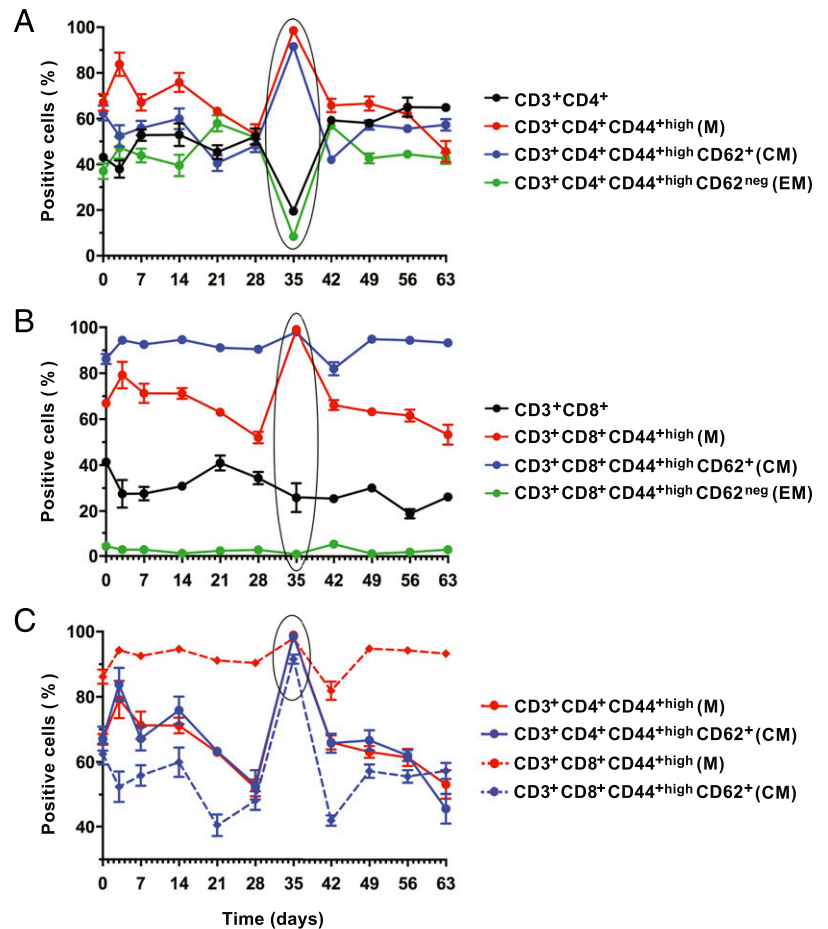 A
Positive cells (%)
100
80
60
40
20
0
0 7 14 21 28 35 42 49 56 63
CD3⁺CD4⁺
CD3⁺CD4⁺CD44⁺ʰⁱᵍʰ (M)
CD3⁺CD4⁺CD44⁺ʰⁱᵍʰ CD62⁺ (CM)
CD3⁺CD4⁺CD44⁺ʰⁱᵍʰ CD62ⁿᵉᵍ (EM)
B
Positive cells (%)
100
80
60
40
20
0
0 7 14 21 28 35 42 49 56 63
CD3⁺CD8⁺
CD3⁺CD8⁺CD44⁺ʰⁱᵍʰ (M)
CD3⁺CD8⁺CD44⁺ʰⁱᵍʰ CD62⁺ (CM)
CD3⁺CD8⁺CD44⁺ʰⁱᵍʰ CD62ⁿᵉᵍ (EM)
C
Positive cells (%)
100
80
60
40
0 7 14 21 28 35 42 49 56 63
Time (days)
CD3⁺CD4⁺CD44⁺ʰⁱᵍʰ (M)
CD3⁺CD4⁺CD44⁺ʰⁱᵍʰ CD62⁺ (CM)
CD3⁺CD8⁺CD44⁺ʰⁱᵍʰ (M)
CD3⁺CD8⁺CD44⁺ʰⁱᵍʰ CD62⁺ (CM)